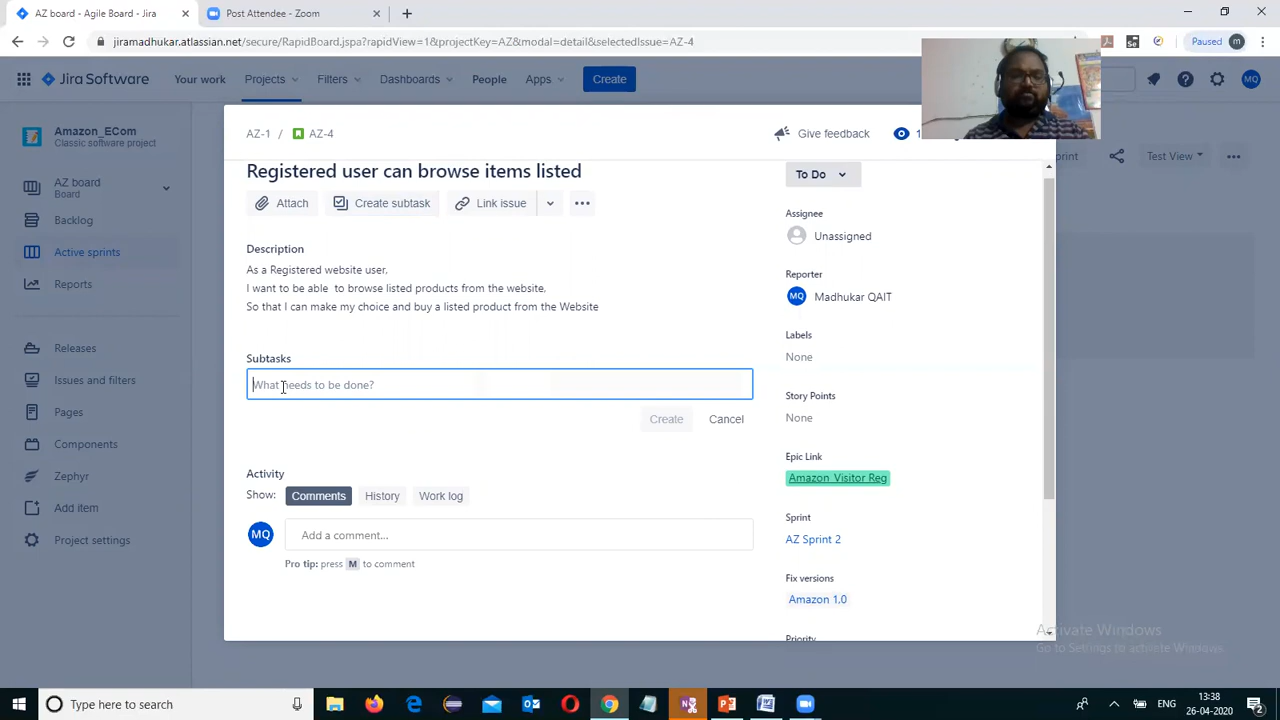 AZ board - Agile Board - Jira
Post Attendee - Zoom
jiramadhukar.atlassian.net/secure/RapidBoard.jspa?rapidView=1&projectKey=AZ&modal=detail&selectedIssue=AZ-4
Se
Paused
m
Jira Software
Your work
Projects
Filters
Dashboards
People
Apps
Create
MQ
Amazon_ECom
Classic software project
AZ board
Board
Backlog
Active sprints
Reports
Releases
Issues and filters
Pages
Components
Zephyr
Add item
Project settings
AZ-1 / AZ-4
Give feedback
1
print
Test View
Registered user can browse items listed
Attach
Create subtask
Link issue
Description
As a Registered website user,
I want to be able to browse listed products from the website,
So that I can make my choice and buy a listed product from the Website
Subtasks
What needs to be done?
Create
Cancel
Activity
Show:
Comments
History
Work log
MQ
Add a comment...
Pro tip: press M to comment
To Do
Assignee
Unassigned
Reporter
MQ
Madhukar QAIT
Labels
None
Story Points
None
Epic Link
Amazon_Visitor Reg
Sprint
AZ Sprint 2
Fix versions
Amazon 1.0
Priority
Activate Windows
Go to Settings to activate Windows.
Type here to search
ENG
13:38
26-04-2020